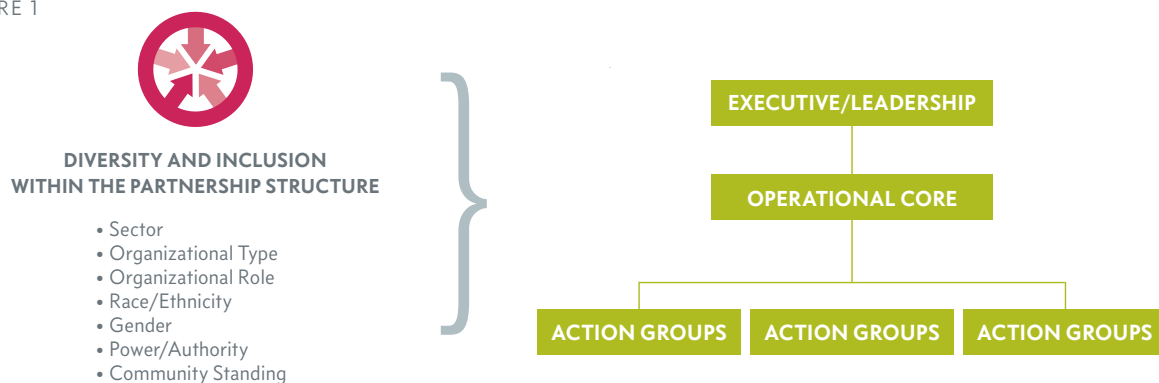 RE 1
DIVERSITY AND INCLUSION
WITHIN THE PARTNERSHIP STRUCTURE
• Sector
• Organizational Type
• Organizational Role
• Race/Ethnicity
• Gender
• Power/Authority
• Community Standing
EXECUTIVE/LEADERSHIP
OPERATIONAL CORE
ACTION GROUPS
ACTION GROUPS
ACTION GROUPS